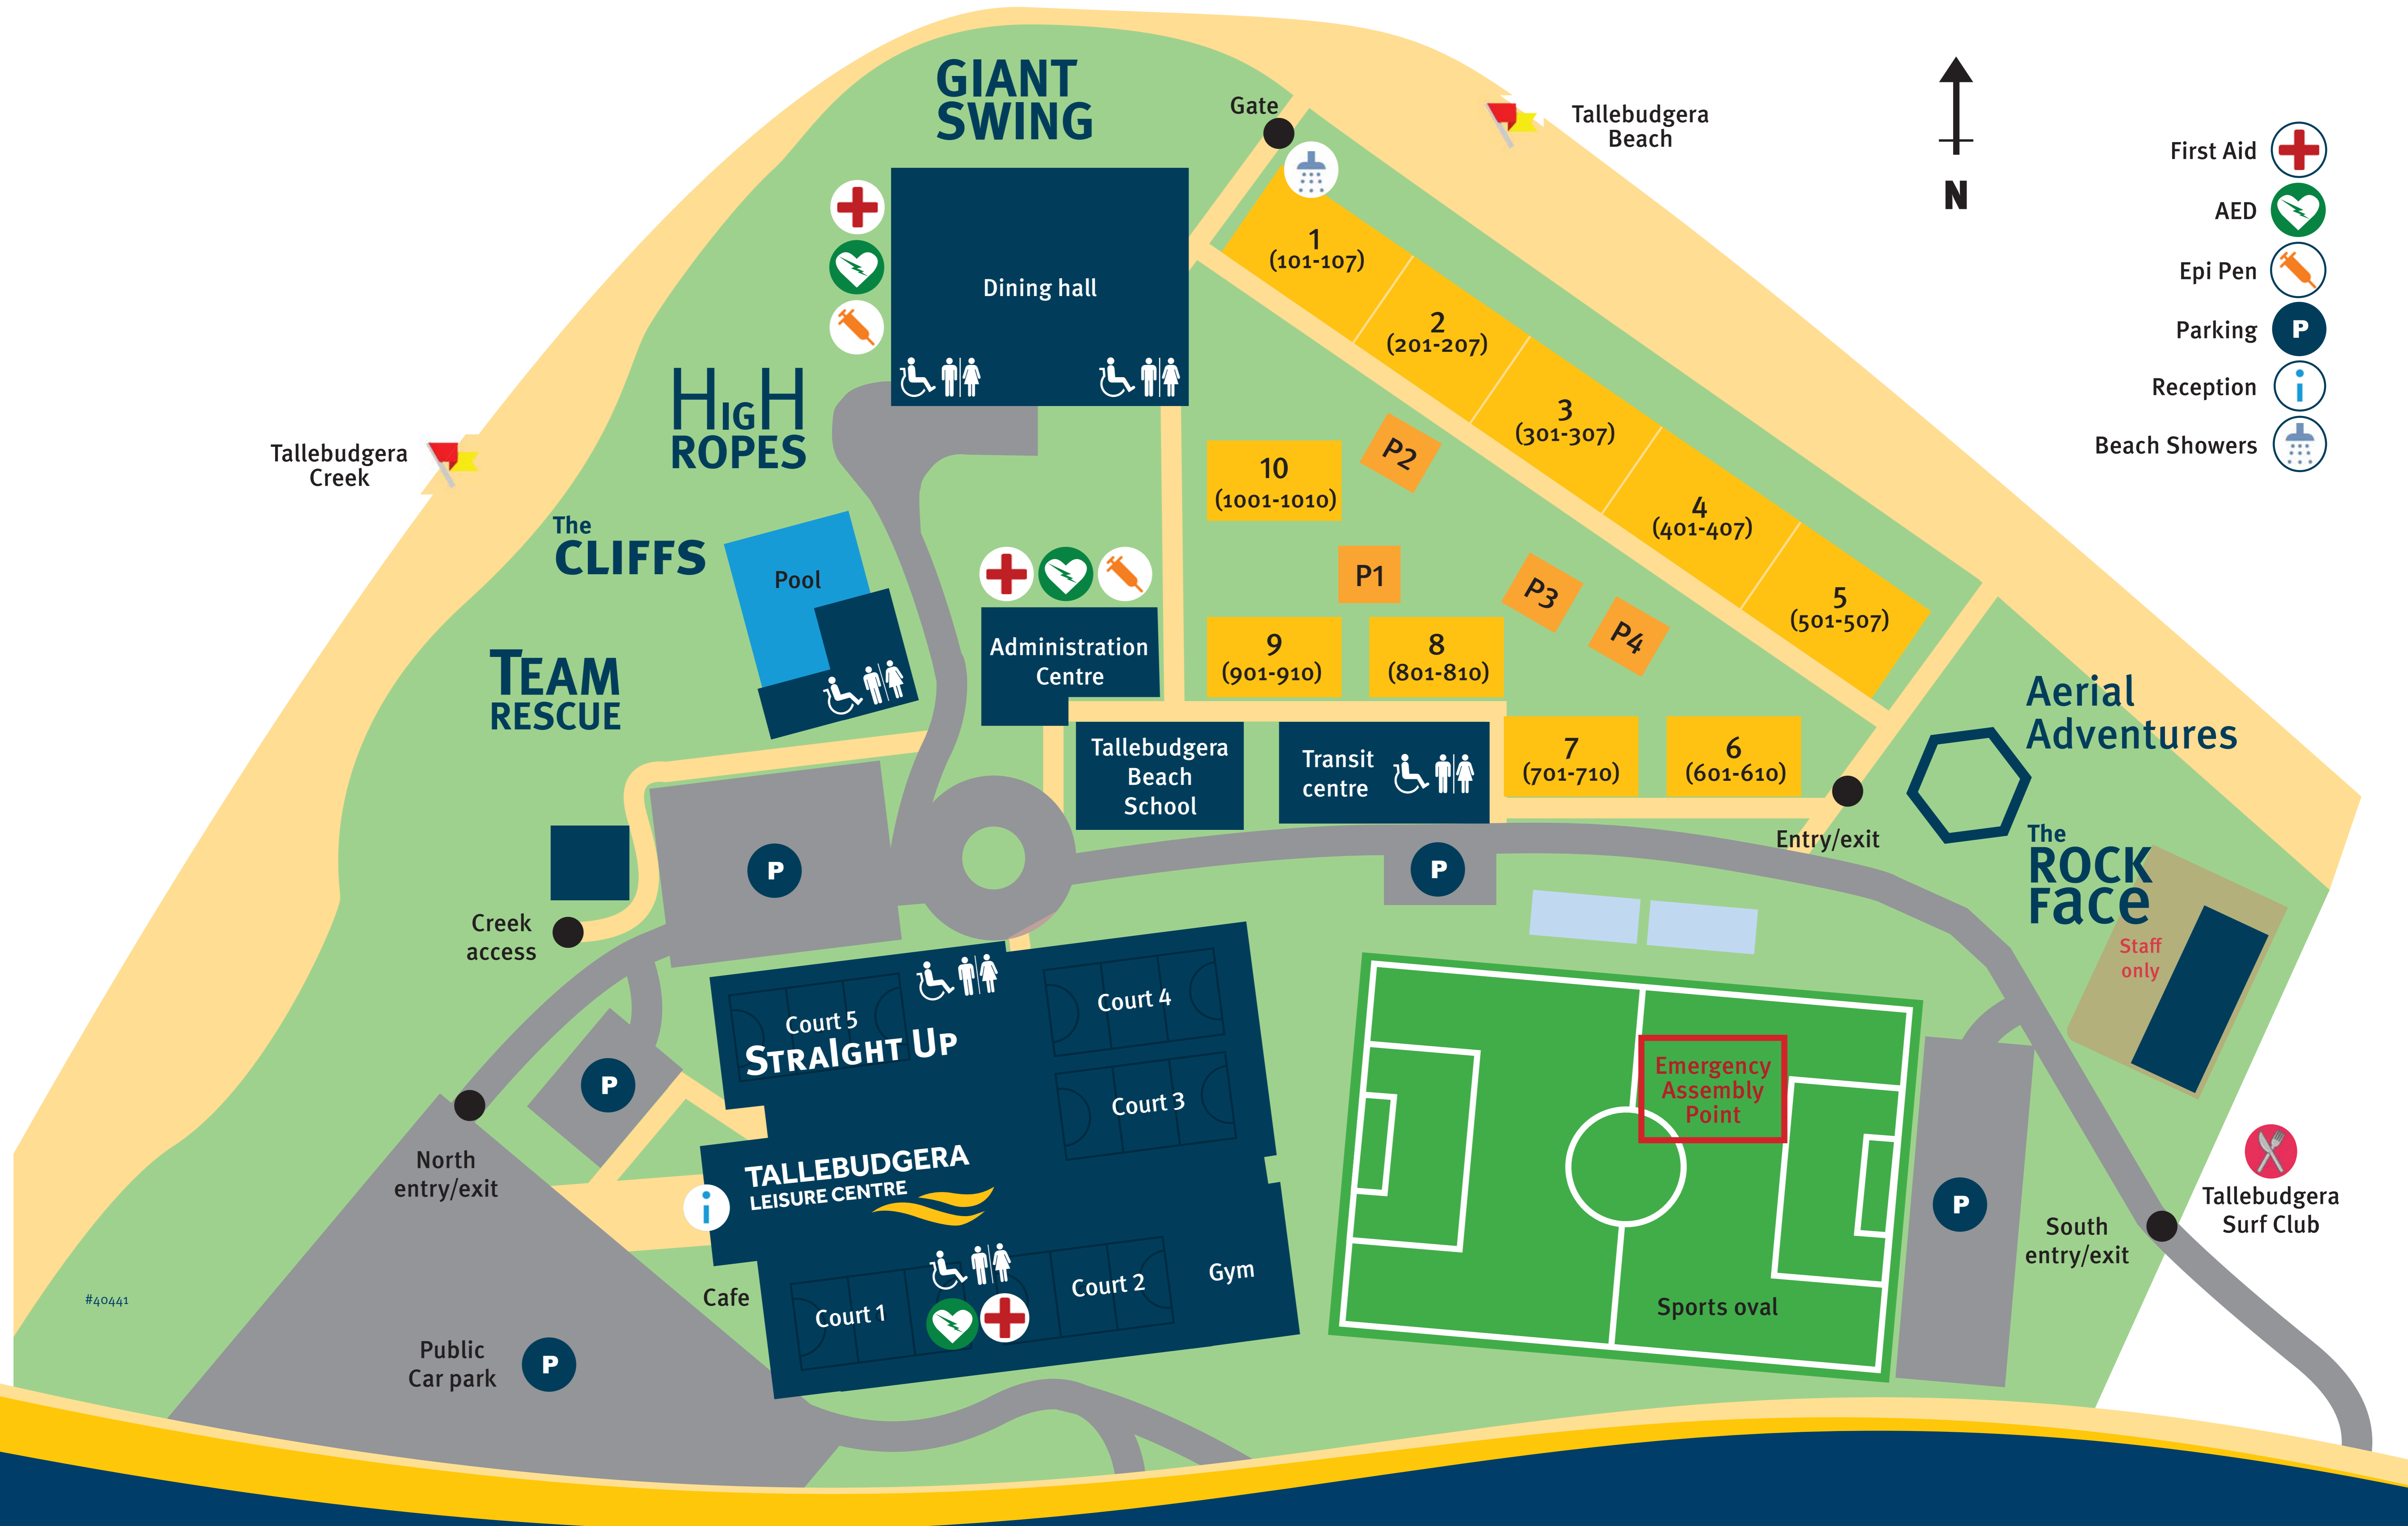 GIANT
SWING
Gate
Tallebudgera
Beach
N
First Aid
AED
Epi Pen
Parking
P
Reception
i
Beach Showers
Dining hall
1
(101-107)
2
(201-207)
3
(301-307)
4
(401-407)
5
(501-507)
HIGH
ROPES
Tallebudgera
Creek
10
(1001-1010)
P2
P1
P3
P4
The
CLIFFS
Pool
Administration
Centre
9
(901-910)
8
(801-810)
TEAM
RESCUE
Tallebudgera
Beach
School
Transit
centre
7
(701-710)
6
(601-610)
Aerial
Adventures
Entry/exit
The
ROCK
Face
Staff
only
P
P
Creek
access
Court 5
STRAIGHT UP
Court 4
Court 3
P
North
entry/exit
Emergency
Assembly
Point
P
Tallebudgera
Surf Club
South
entry/exit
TALLEBUDGERA
LEISURE CENTRE
i
Cafe
Court 1
Court 2
Gym
Sports oval
#40441
Public
Car park
P